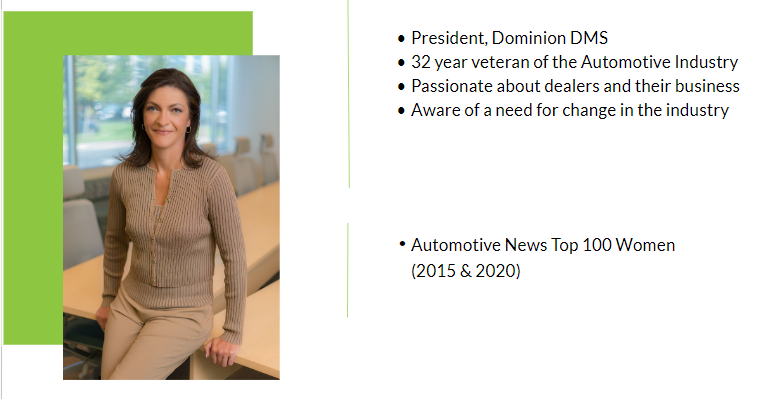 • President, Dominion DMS
• 32 year veteran of the Automotive Industry
• Passionate about dealers and their business
• Aware of a need for change in the industry
• Automotive News Top 100 Women
(2015 & 2020)